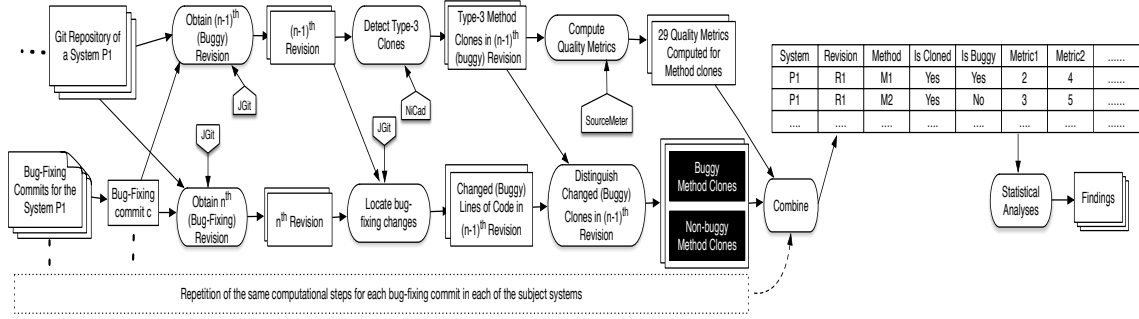 Git Repository of
a System P1
Obtain (n-1)th
(Buggy)
Revision
(n-1)th
Revision
Detect Type-3
Clones
Type-3 Method
Clones in (n-1)th
(buggy) Revision
Compute
Quality Metrics
29 Quality Metrics
Computed for
Method clones
JGit
NiCad
SourceMeter
System Revision Method Is Cloned Is Buggy Metric1 Metric2 ......
P1 R1 M1 Yes Yes 2 4 ......
P1 R1 M2 Yes No 3 5 ......
.... .... .... .... .... .... .... ......
JGit
JGit
Bug-Fixing
Commits for the
System P1
Bug-Fixing
commit c
Obtain nth
(Bug-Fixing)
Revision
nth Revision
Locate bug-
fixing changes
Changed (Buggy)
Lines of Code in
(n-1)th Revision
Distinguish
Changed (Buggy)
Clones in (n-1)th
Revision
Buggy
Method Clones
Non-buggy
Method Clones
Combine
Statistical
Analyses
Findings
Repetition of the same computational steps for each bug-fixing commit in each of the subject systems